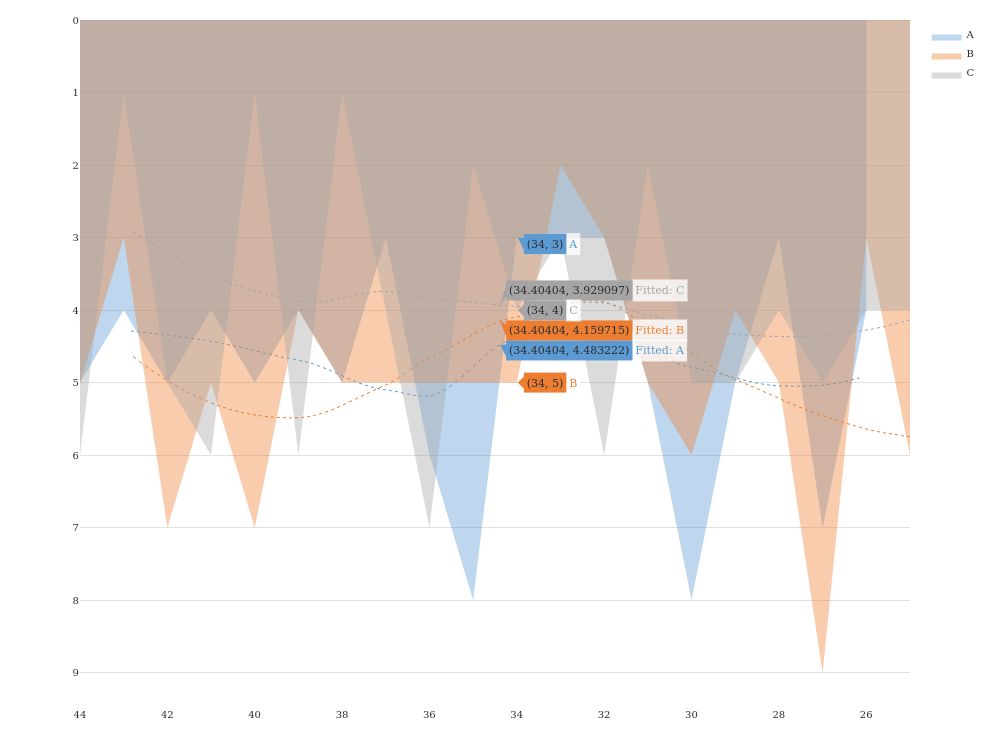 0
A
B
C
1
2
3
(34, 3) A
(34.40404, 3.929097) Fitted: C
4
(34, 4) C
(34.40404, 4.159715) Fitted: B
(34.40404, 4.483222) Fitted: A
5
(34, 5) B
6
7
8
9
44 42 40 38 36 34 32 30 28 26